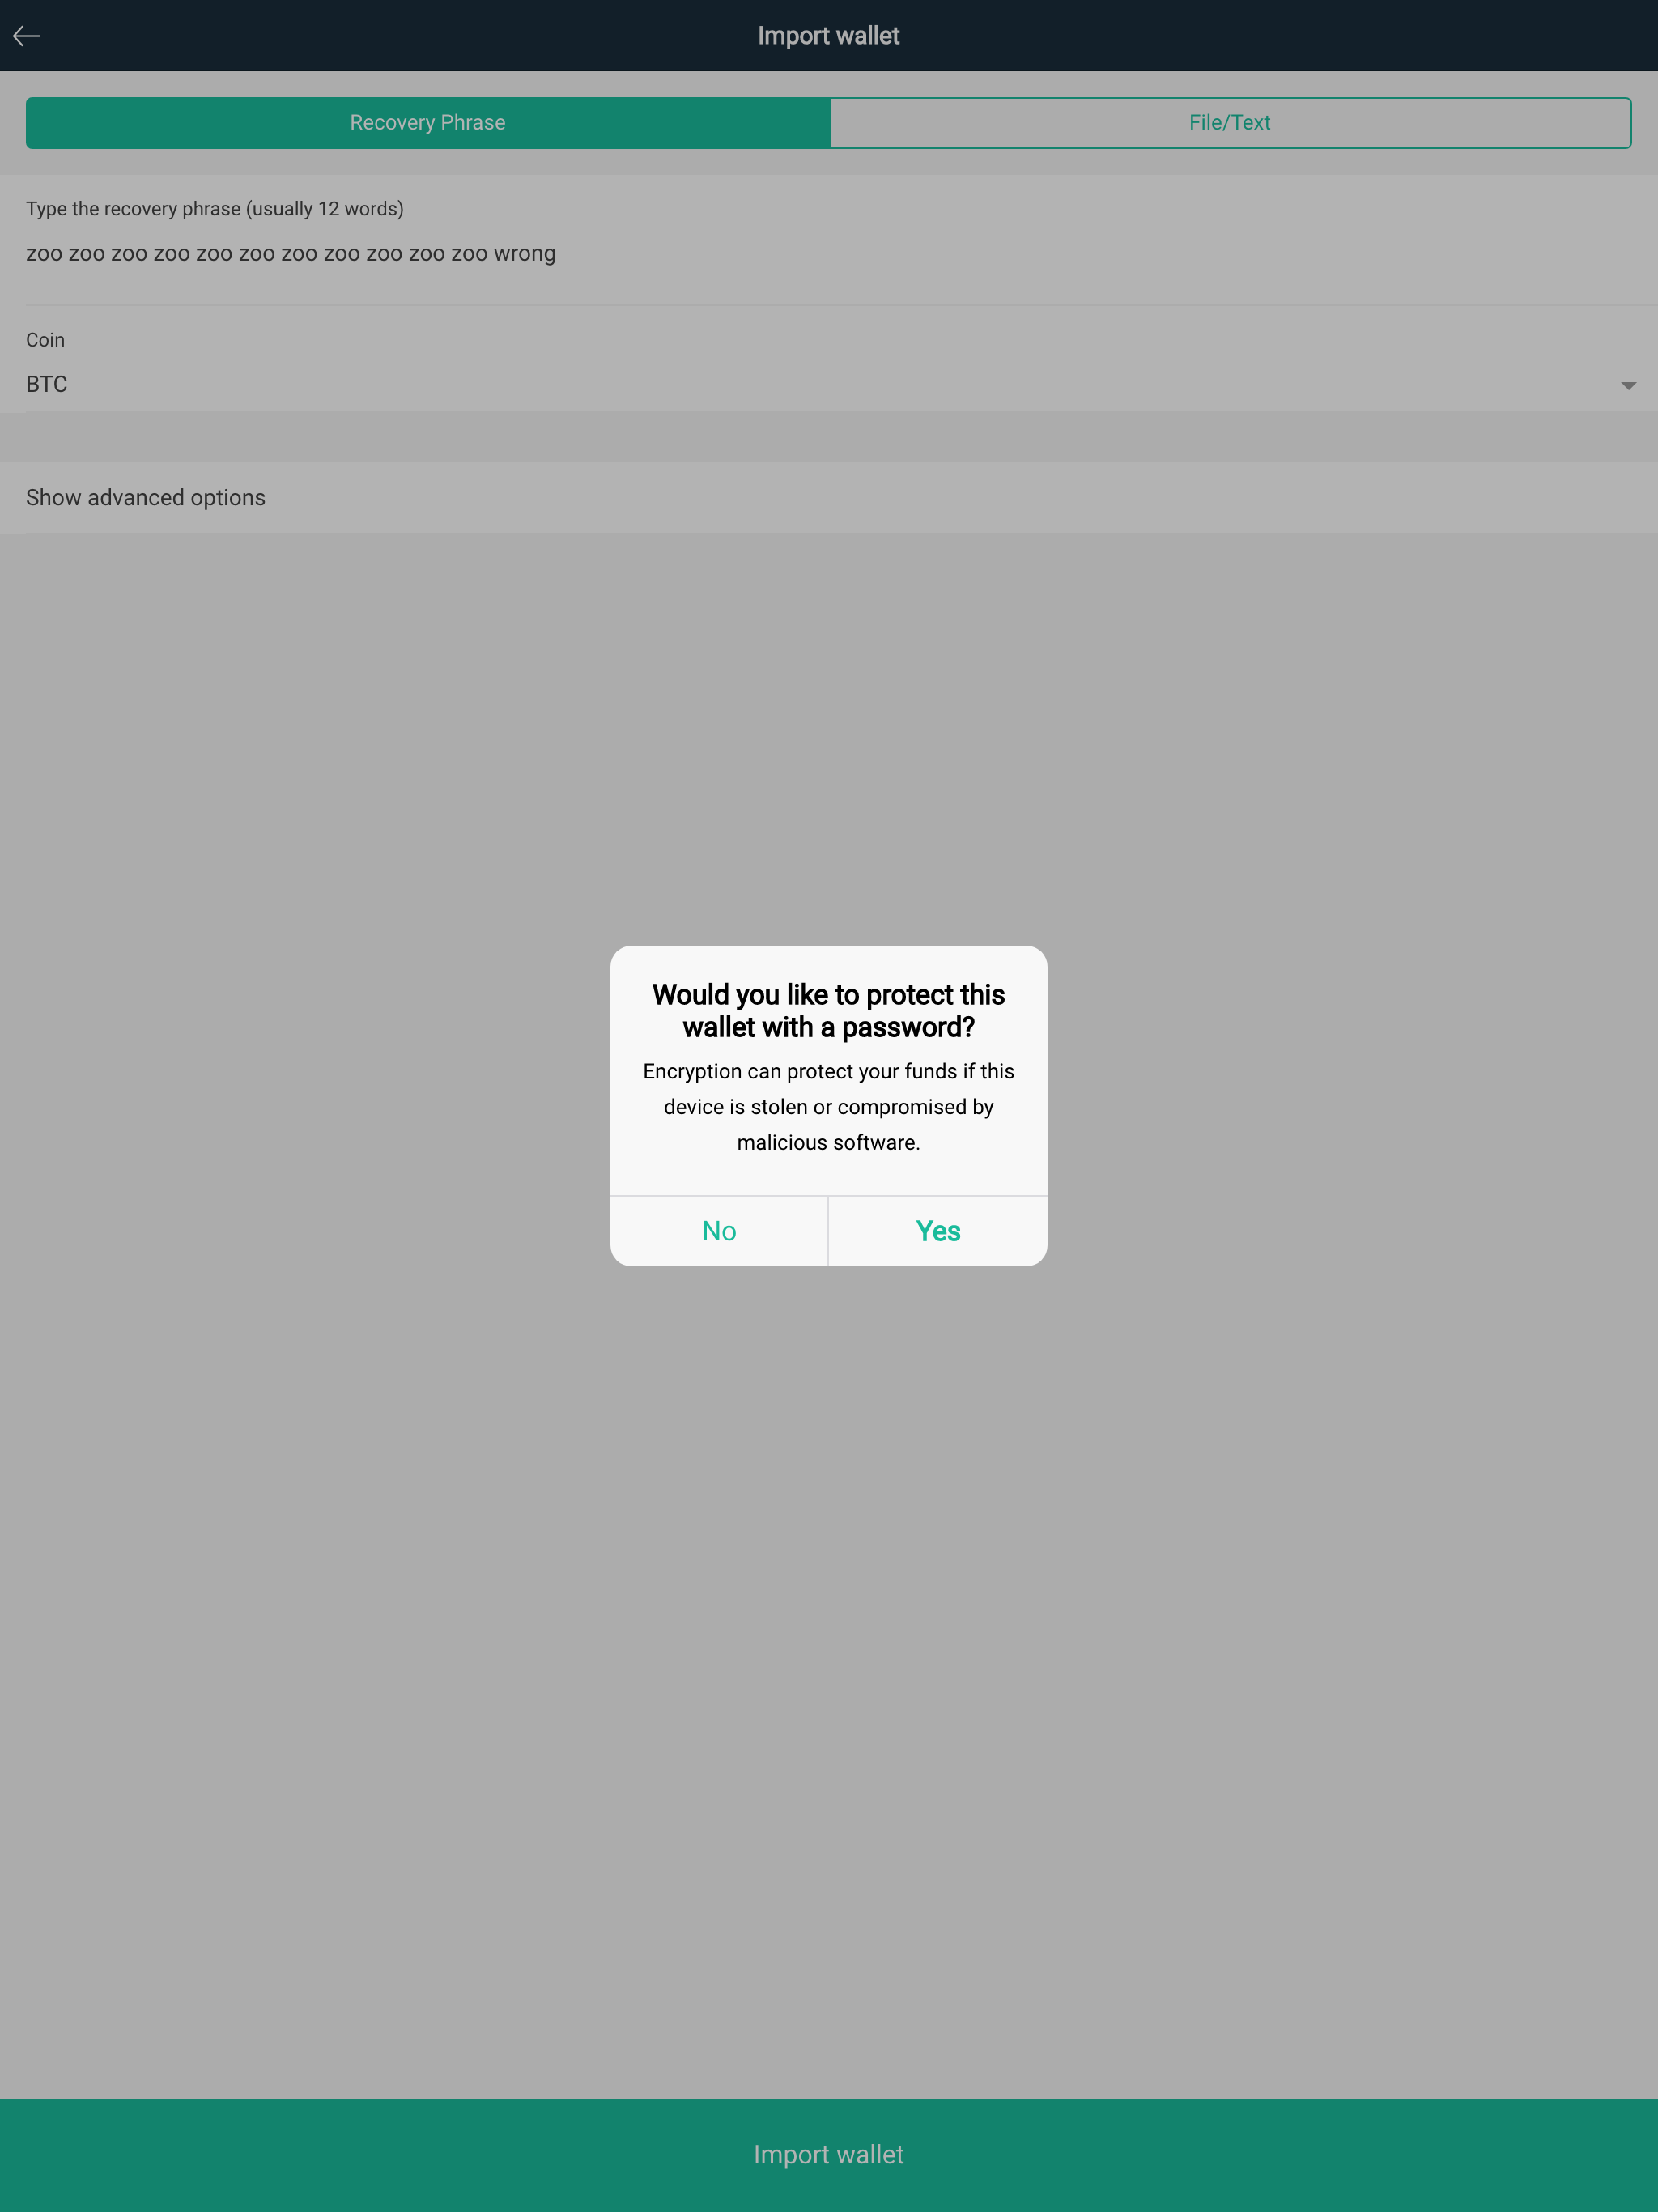 Import wallet
Recovery Phrase
File/Text
Type the recovery phrase (usually 12 words)
zoo zoo zoo zoo zoo zoo zoo zoo zoo zoo zoo wrong
Coin
BTC
Show advanced options
Would you like to protect this
wallet with a password?
Encryption can protect your funds if this
device is stolen or compromised by
malicious software.
No
Yes
Import wallet